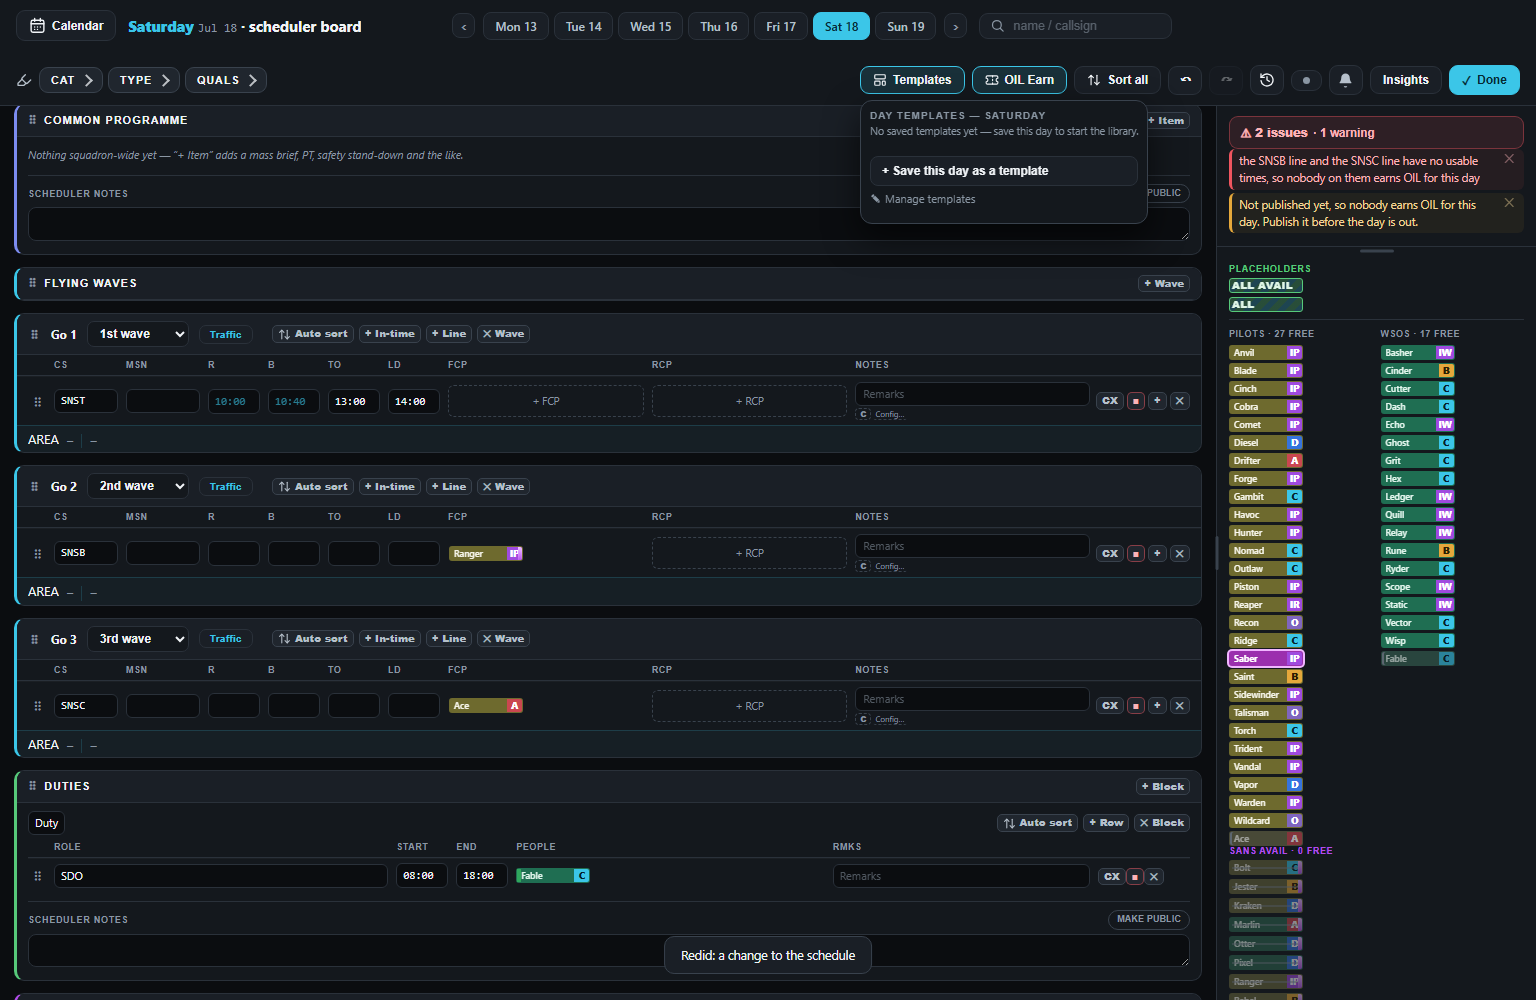 Calendar
Saturday Jul 18 · scheduler board
‹
Mon 13
Tue 14
Wed 15
Thu 16
Fri 17
Sat 18
Sun 19
›
name / callsign
CAT
TYPE
QUALS
Templates
OIL Earn
Sort all
Insights
✓ Done
COMMON PROGRAMME
+ Item
Nothing squadron-wide yet — "+ Item" adds a mass brief, PT, safety stand-down and the like.
SCHEDULER NOTES
PUBLIC
DAY TEMPLATES — SATURDAY
No saved templates yet — save this day to start the library.
+ Save this day as a template
Manage templates
FLYING WAVES
+ Wave
Go 1
1st wave
Traffic
Auto sort
+ In-time
+ Line
✕ Wave
CS MSN R B TO LD FCP RCP NOTES
SNST
10:00
10:40
13:00
14:00
+ FCP
+ RCP
Remarks
C Config...
CX
+
✕
AREA – | –
Go 2
2nd wave
Traffic
Auto sort
+ In-time
+ Line
✕ Wave
CS MSN R B TO LD FCP RCP NOTES
SNSB
Ranger IP
+ RCP
Remarks
C Config...
CX
+
✕
AREA – | –
Go 3
3rd wave
Traffic
Auto sort
+ In-time
+ Line
✕ Wave
CS MSN R B TO LD FCP RCP NOTES
SNSC
Ace A
+ RCP
Remarks
C Config...
CX
+
✕
AREA – | –
DUTIES
+ Block
Duty
Auto sort
+ Row
✕ Block
ROLE START END PEOPLE RMKS
SDO
08:00
18:00
Fable C
Remarks
CX
✕
SCHEDULER NOTES
MAKE PUBLIC
Redid: a change to the schedule
⚠ 2 issues · 1 warning
the SNSB line and the SNSC line have no usable
times, so nobody on them earns OIL for this day
Not published yet, so nobody earns OIL for this
day. Publish it before the day is out.
PLACEHOLDERS
ALL AVAIL
ALL
PILOTS · 27 FREE
Anvil IP
Blade IP
Cinch IP
Cobra IP
Comet IP
Diesel D
Drifter A
Forge IP
Gambit C
Havoc IP
Hunter IP
Nomad C
Outlaw C
Piston IP
Reaper IR
Recon O
Ridge C
Saber IP
Saint B
Sidewinder IP
Talisman O
Torch C
Trident IP
Vandal IP
Vapor D
Warden IP
Wildcard O
Ace A
WSOS · 17 FREE
Basher IW
Cinder B
Cutter C
Dash C
Echo IW
Ghost C
Grit C
Hex C
Ledger IW
Quill IW
Relay IW
Rune B
Ryder C
Scope IW
Static IW
Vector C
Wisp C
Fable C
SANS AVAIL · 0 FREE
Bolt C
Jester B
Kraken D
Marlin A
Otter D
Pixel D
Ranger IP